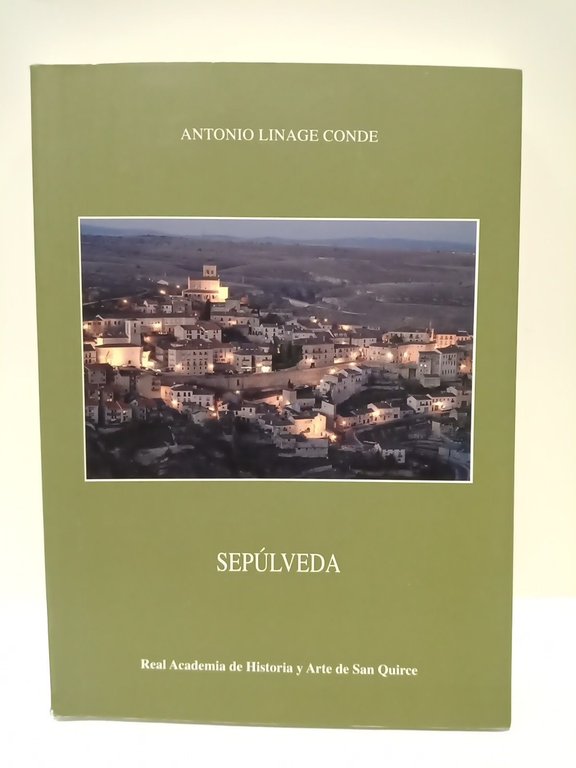 ANTONIO LINAGE CONDE
SEPÚLVEDA
Real Academia de Historia y Arte de San Quirce